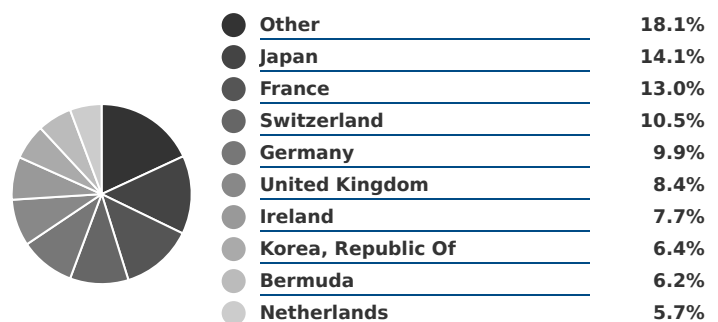 Other 18.1%
Japan 14.1%
France 13.0%
Switzerland 10.5%
Germany 9.9%
United Kingdom 8.4%
Ireland 7.7%
Korea, Republic Of 6.4%
Bermuda 6.2%
Netherlands 5.7%